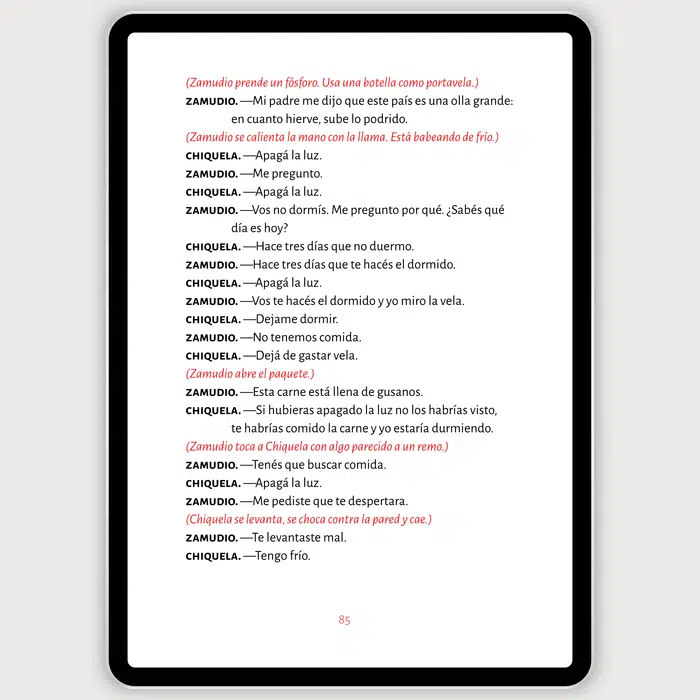 (Zamudio prende un fósforo. Usa una botella como portavela.)
ZAMUDIO. —Mi padre me dijo que este país es una olla grande:
en cuanto hierve, sube lo podrido.
(Zamudio se calienta la mano con la llama. Está babeando de frío.)
CHIQUELA. —Apagá la luz.
ZAMUDIO. —Me pregunto.
CHIQUELA. —Apagá la luz.
ZAMUDIO. —Vos no dormís. Me pregunto por qué. ¿Sabés qué
día es hoy?
CHIQUELA. —Hace tres días que no duermo.
ZAMUDIO. —Hace tres días que te hacés el dormido.
CHIQUELA. —Apagá la luz.
ZAMUDIO. —Vos te hacés el dormido y yo miro la vela.
CHIQUELA. —Dejame dormir.
ZAMUDIO. —No tenemos comida.
CHIQUELA. —Dejá de gastar vela.
(Zamudio abre el paquete.)
ZAMUDIO. —Esta carne está llena de gusanos.
CHIQUELA. —Si hubieras apagado la luz no los habrías visto,
te habrías comido la carne y yo estaría durmiendo.
(Zamudio toca a Chiquela con algo parecido a un remo.)
ZAMUDIO. —Tenés que buscar comida.
CHIQUELA. —Apagá la luz.
ZAMUDIO. —Me pediste que te despertara.
(Chiquela se levanta, se choca contra la pared y cae.)
ZAMUDIO. —Te levantaste mal.
CHIQUELA. —Tengo frío.
85